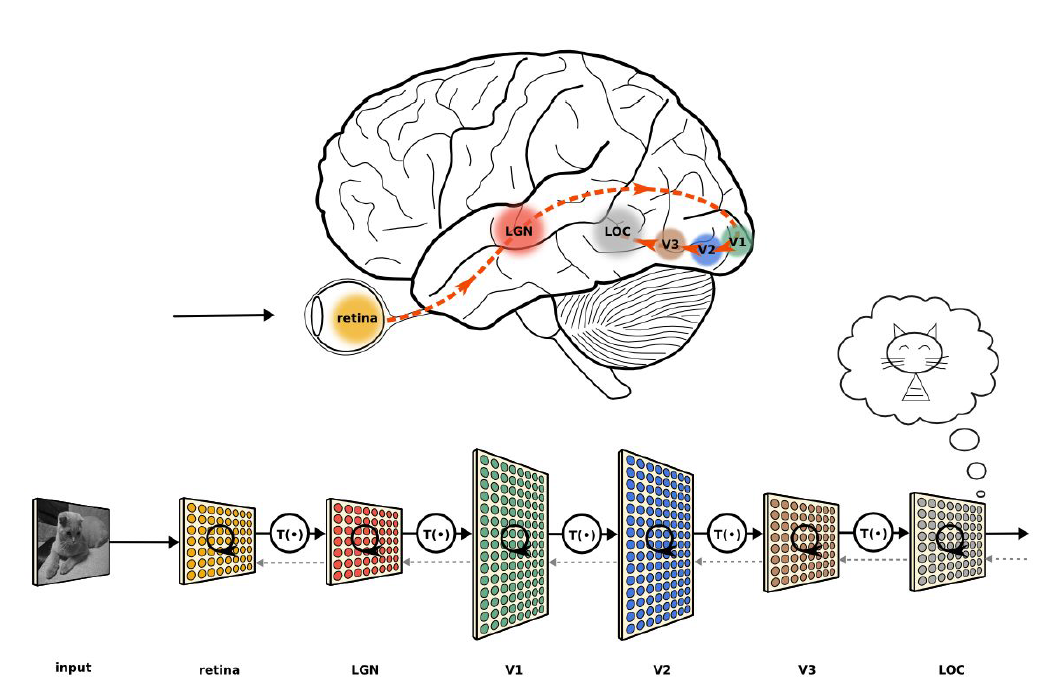 LGN
LOC
V3
V2
V1
retina
T(•)
T(•)
T(•)
T(•)
T(•)
input
retina
LGN
V1
V2
V3
LOC